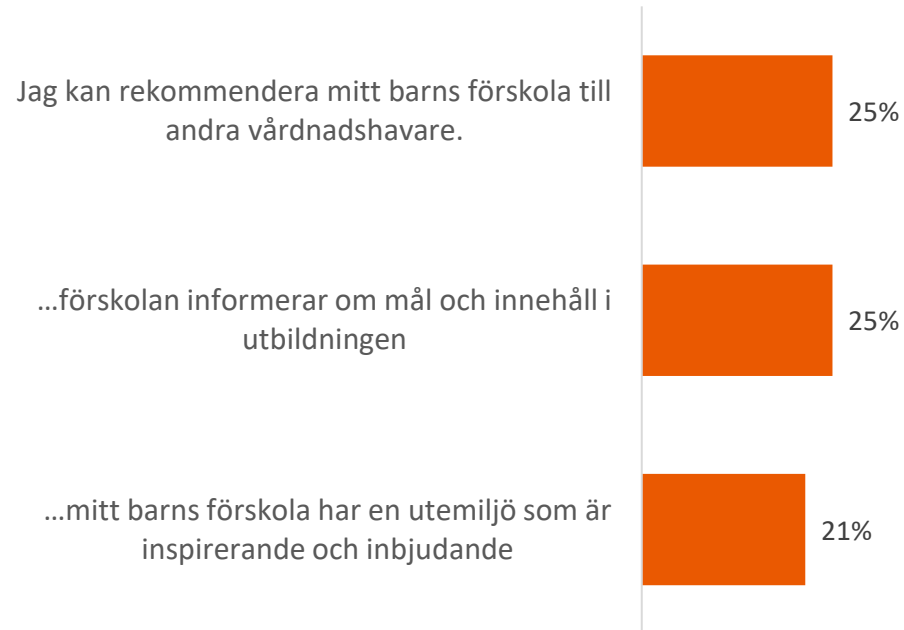 Jag kan rekommendera mitt barns förskola till
andra vårdnadshavare.
25%
...förskolan informerar om mål och innehåll i
utbildningen
25%
...mitt barns förskola har en utemiljö som är
inspirerande och inbjudande
21%